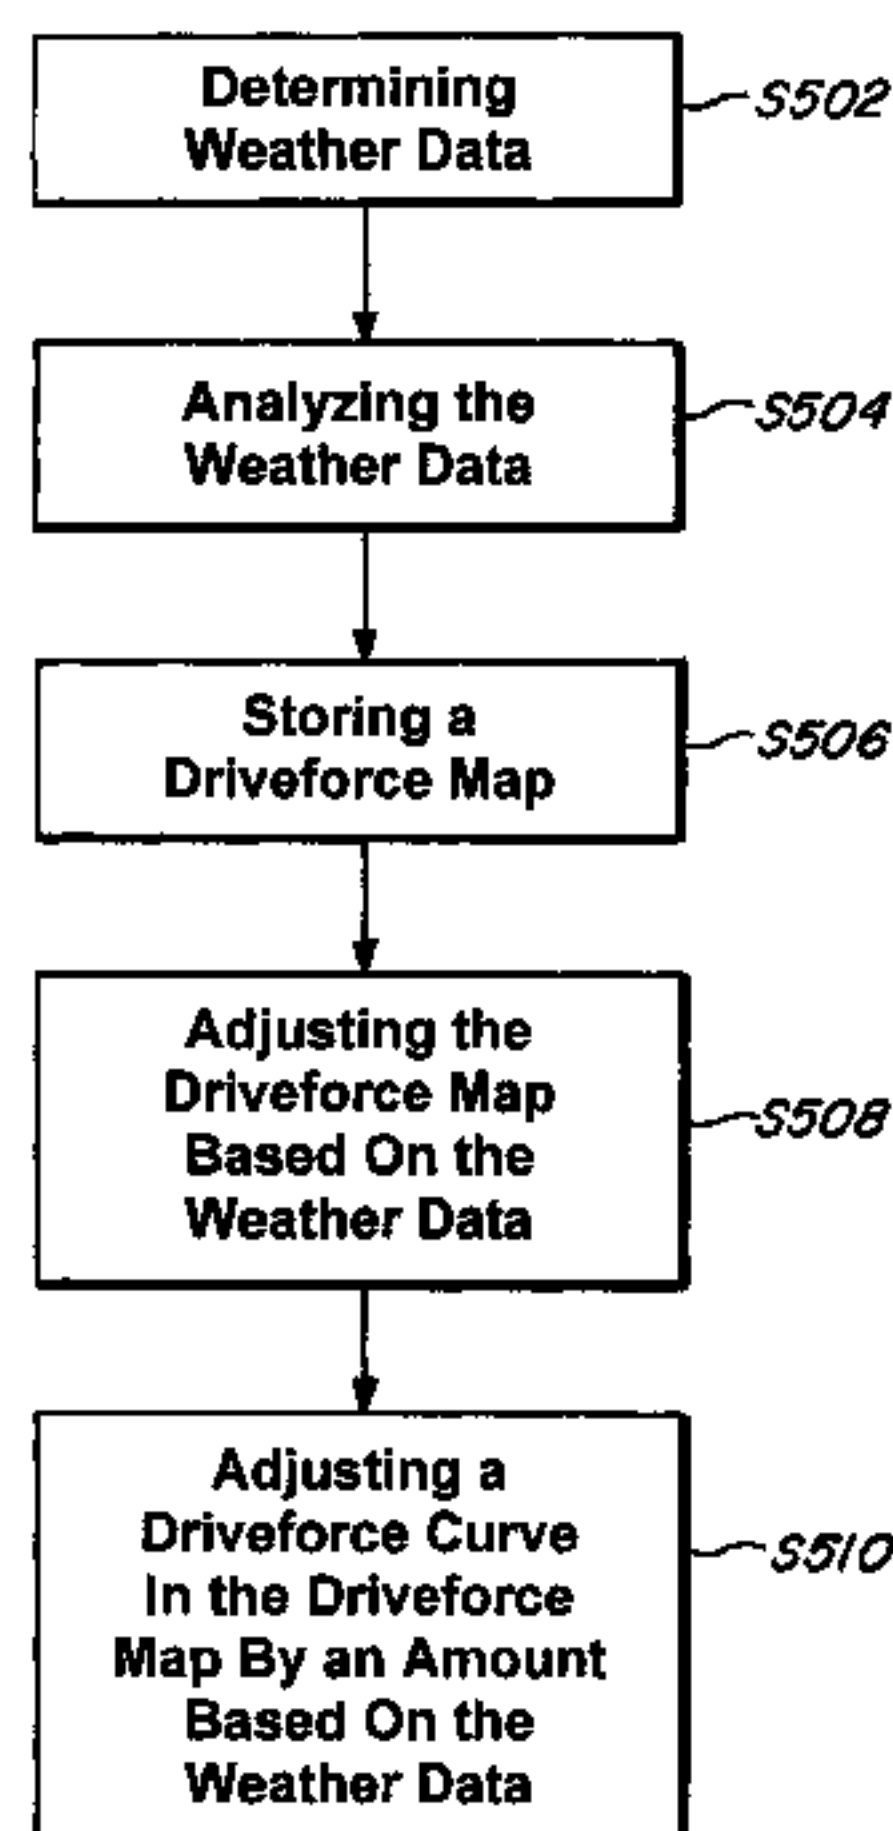 Determining
Weather Data
S502
Analyzing the
Weather Data
S504
Storing a
Driveforce Map
S506
Adjusting the
Driveforce Map
Based On the
Weather Data
S508
Adjusting a
Driveforce Curve
In the Driveforce
Map By an Amount
Based On the
Weather Data
S510